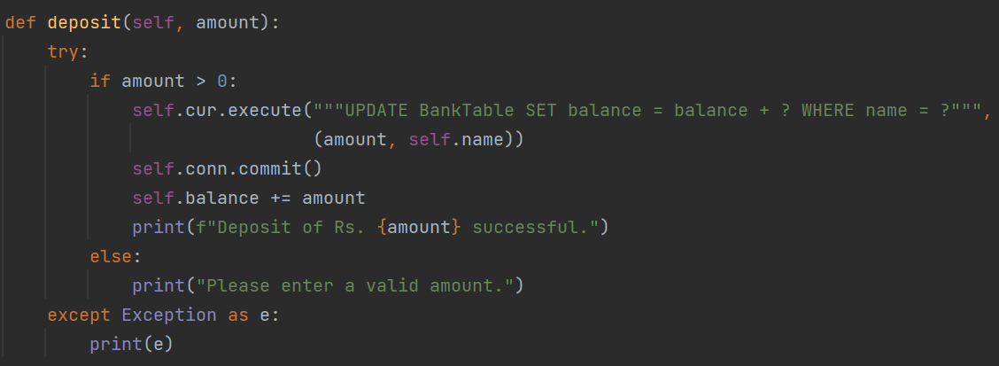 def deposit(self, amount):
    try:
        if amount > 0:
            self.cur.execute("""UPDATE BankTable SET balance = balance + ? WHERE name = ?""",
                             (amount, self.name))
            self.conn.commit()
            self.balance += amount
            print(f"Deposit of Rs. {amount} successful.")
        else:
            print("Please enter a valid amount.")
    except Exception as e:
        print(e)